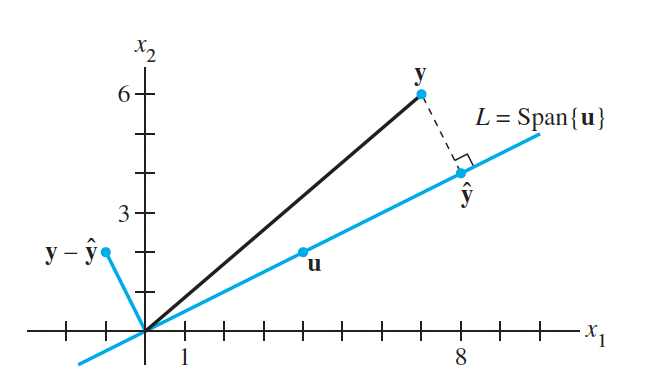 x₂
y
6
L = Span{u}
ŷ
3
y – ŷ
u
x₁
1
8